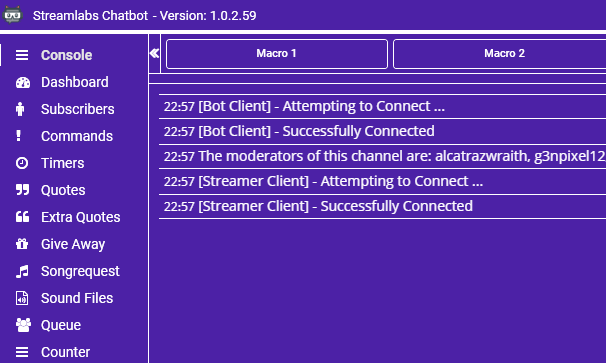 Streamlabs Chatbot - Version: 1.0.2.59
Console
Dashboard
Subscribers
Commands
Timers
Quotes
Extra Quotes
Give Away
Songrequest
Sound Files
Queue
Counter
Macro 1
Macro 2
22:57 [Bot Client] - Attempting to Connect ...
22:57 [Bot Client] - Successfully Connected
22:57 The moderators of this channel are: alcatrazwraith, g3npixel12
22:57 [Streamer Client] - Attempting to Connect ...
22:57 [Streamer Client] - Successfully Connected